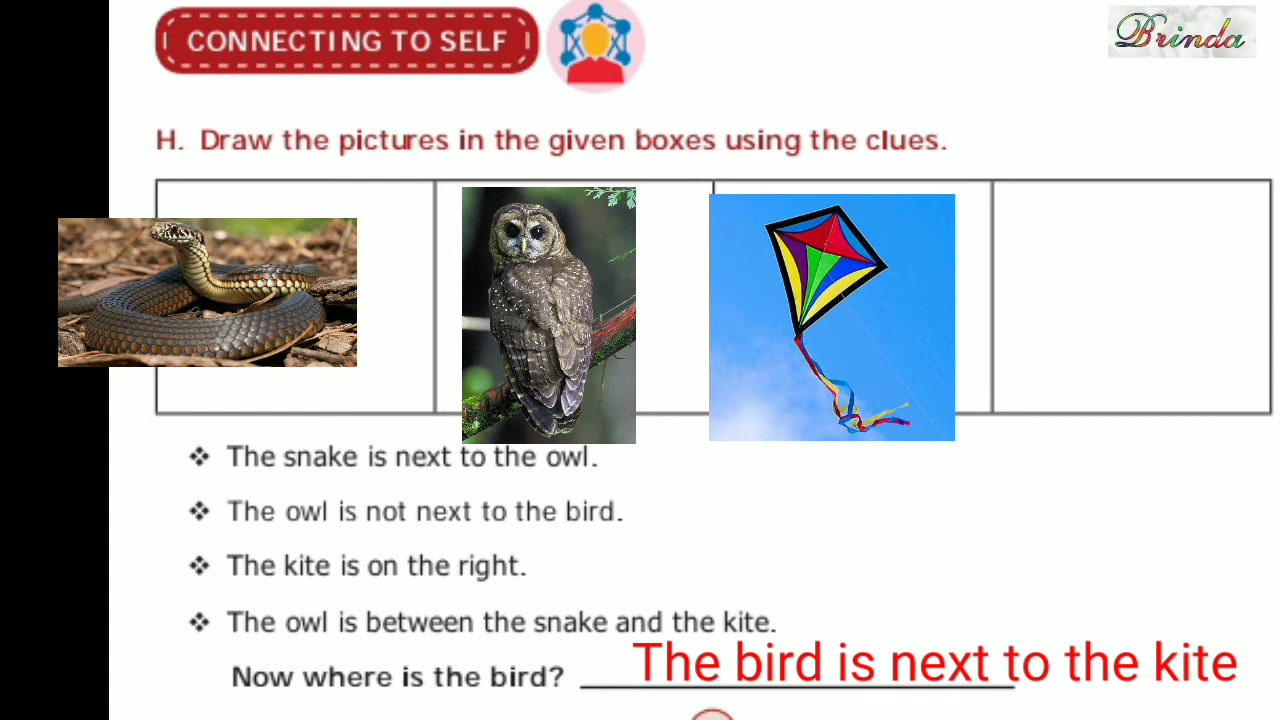 CONNECTING TO SELF
Brinda
H. Draw the pictures in the given boxes using the clues.
❖ The snake is next to the owl.
❖ The owl is not next to the bird.
❖ The kite is on the right.
❖ The owl is between the snake and the kite.
Now where is the bird? The bird is next to the kite